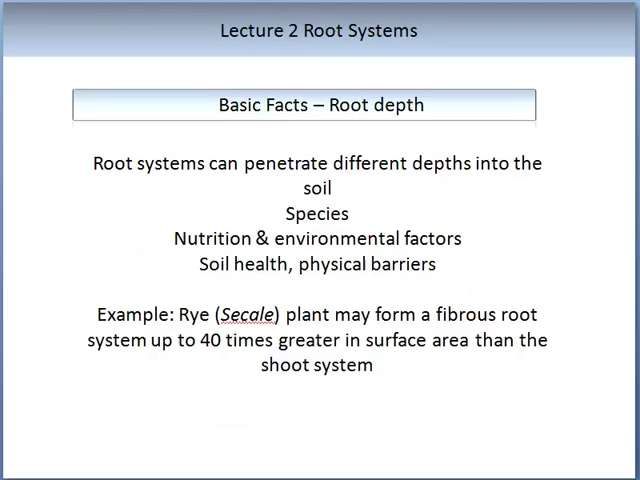 Lecture 2 Root Systems
Basic Facts – Root depth
Root systems can penetrate different depths into the
soil
Species
Nutrition & environmental factors
Soil health, physical barriers
Example: Rye (Secale) plant may form a fibrous root
system up to 40 times greater in surface area than the
shoot system